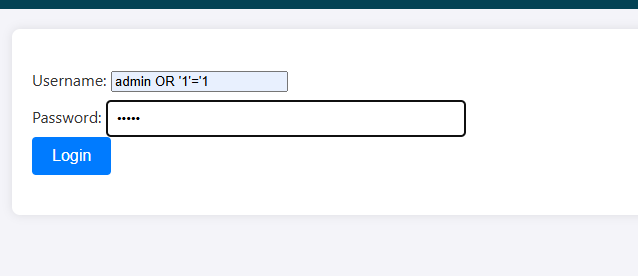 Username: admin OR '1'='1
Password: •••••
Login